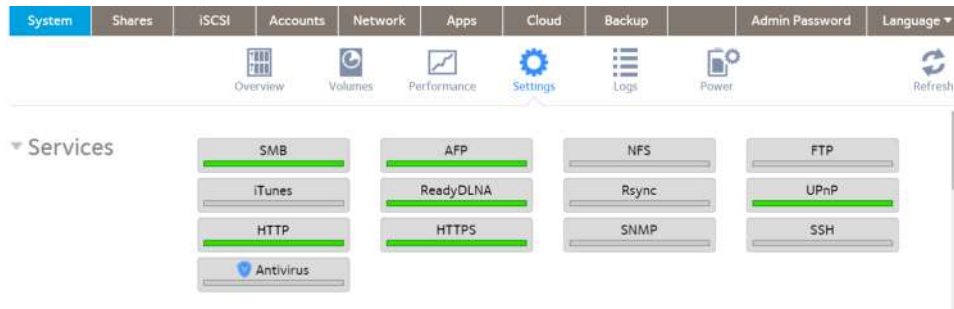 System Shares iSCSI Accounts Network Apps Cloud Backup Admin Password Language
Overview Volumes Performance Settings Logs Power Refresh
Services
SMB AFP NFS FTP
iTunes ReadyDLNA Rsync UPnP
HTTP HTTPS SNMP SSH
Antivirus